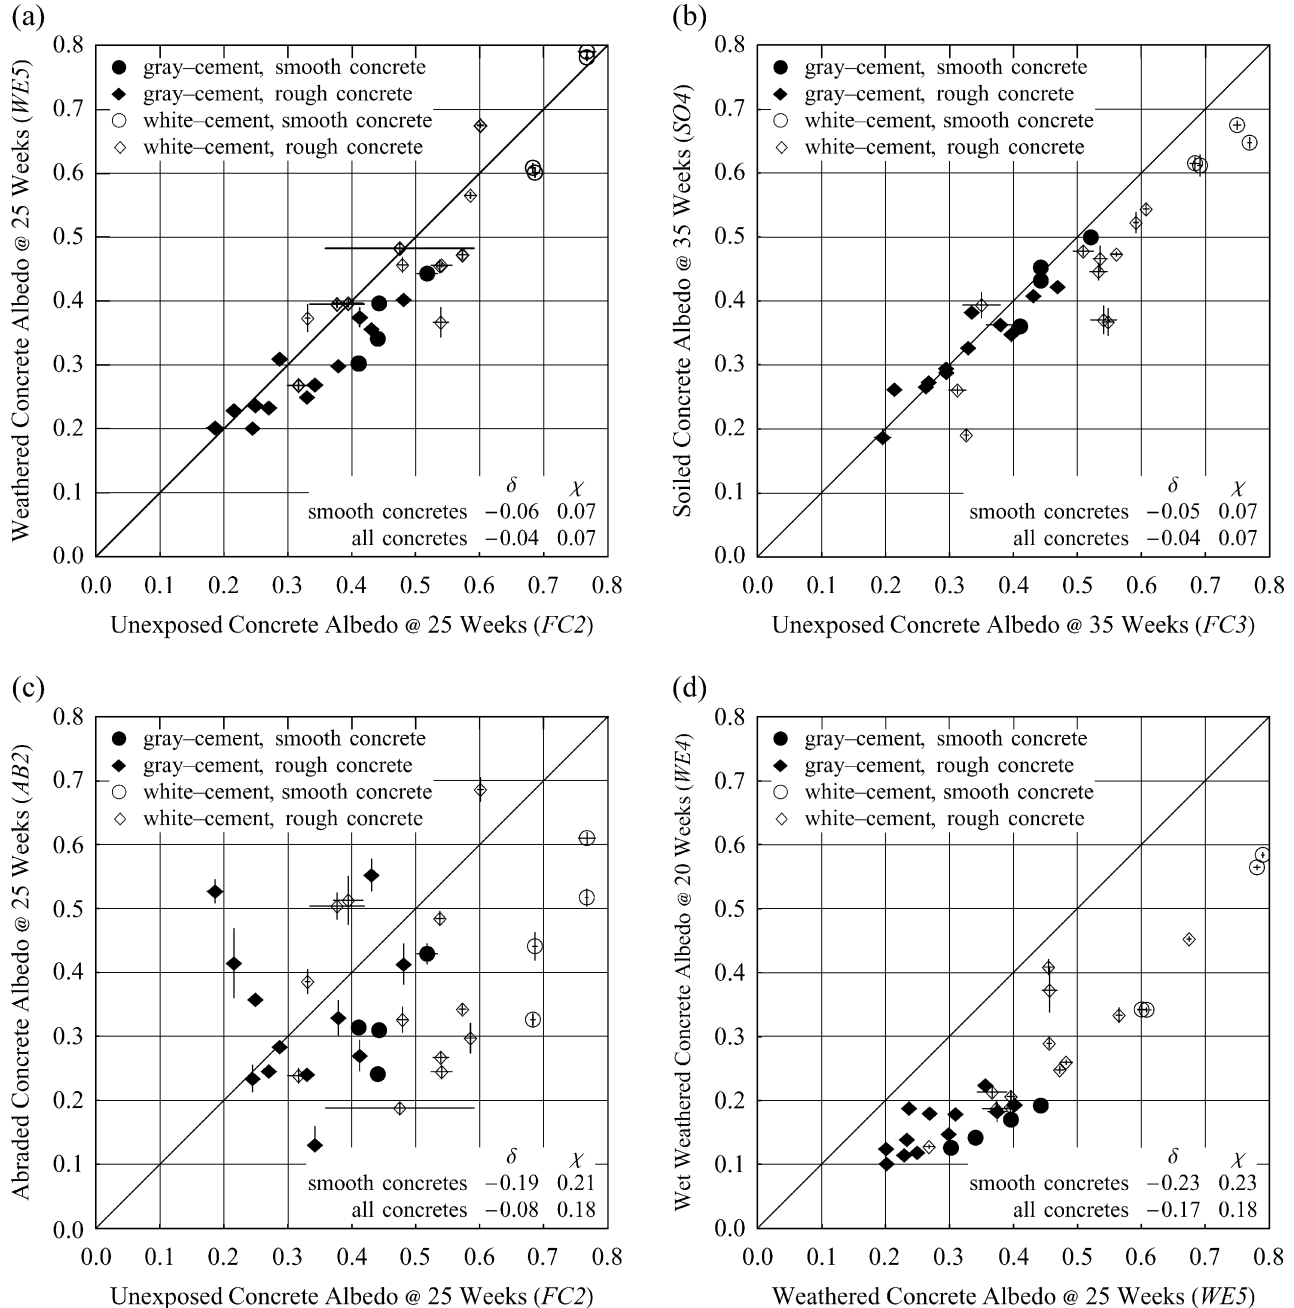 (a)
Weathered Concrete Albedo @ 25 Weeks (WE5)
0.8
0.7
0.6
0.5
0.4
0.3
0.2
0.1
0.0
gray–cement, smooth concrete
gray–cement, rough concrete
white–cement, smooth concrete
white–cement, rough concrete
δ χ
smooth concretes −0.06 0.07
all concretes −0.04 0.07
0.0 0.1 0.2 0.3 0.4 0.5 0.6 0.7 0.8
Unexposed Concrete Albedo @ 25 Weeks (FC2)
(b)
Soiled Concrete Albedo @ 35 Weeks (SO4)
0.8
0.7
0.6
0.5
0.4
0.3
0.2
0.1
0.0
gray–cement, smooth concrete
gray–cement, rough concrete
white–cement, smooth concrete
white–cement, rough concrete
δ χ
smooth concretes −0.05 0.07
all concretes −0.04 0.07
0.0 0.1 0.2 0.3 0.4 0.5 0.6 0.7 0.8
Unexposed Concrete Albedo @ 35 Weeks (FC3)
(c)
Abraded Concrete Albedo @ 25 Weeks (AB2)
0.8
0.7
0.6
0.5
0.4
0.3
0.2
0.1
0.0
gray–cement, smooth concrete
gray–cement, rough concrete
white–cement, smooth concrete
white–cement, rough concrete
δ χ
smooth concretes −0.19 0.21
all concretes −0.08 0.18
0.0 0.1 0.2 0.3 0.4 0.5 0.6 0.7 0.8
Unexposed Concrete Albedo @ 25 Weeks (FC2)
(d)
Wet Weathered Concrete Albedo @ 20 Weeks (WE4)
0.8
0.7
0.6
0.5
0.4
0.3
0.2
0.1
0.0
gray–cement, smooth concrete
gray–cement, rough concrete
white–cement, smooth concrete
white–cement, rough concrete
δ χ
smooth concretes −0.23 0.23
all concretes −0.17 0.18
0.0 0.1 0.2 0.3 0.4 0.5 0.6 0.7 0.8
Weathered Concrete Albedo @ 25 Weeks (WE5)